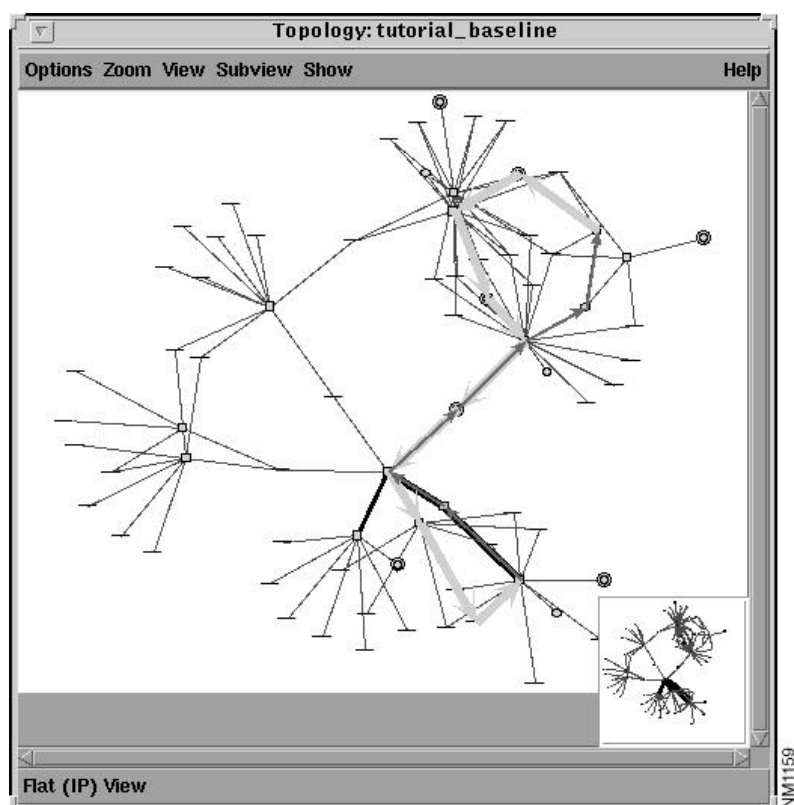 Topology: tutorial_baseline
Options Zoom View Subview Show Help
Flat (IP) View
NM1159